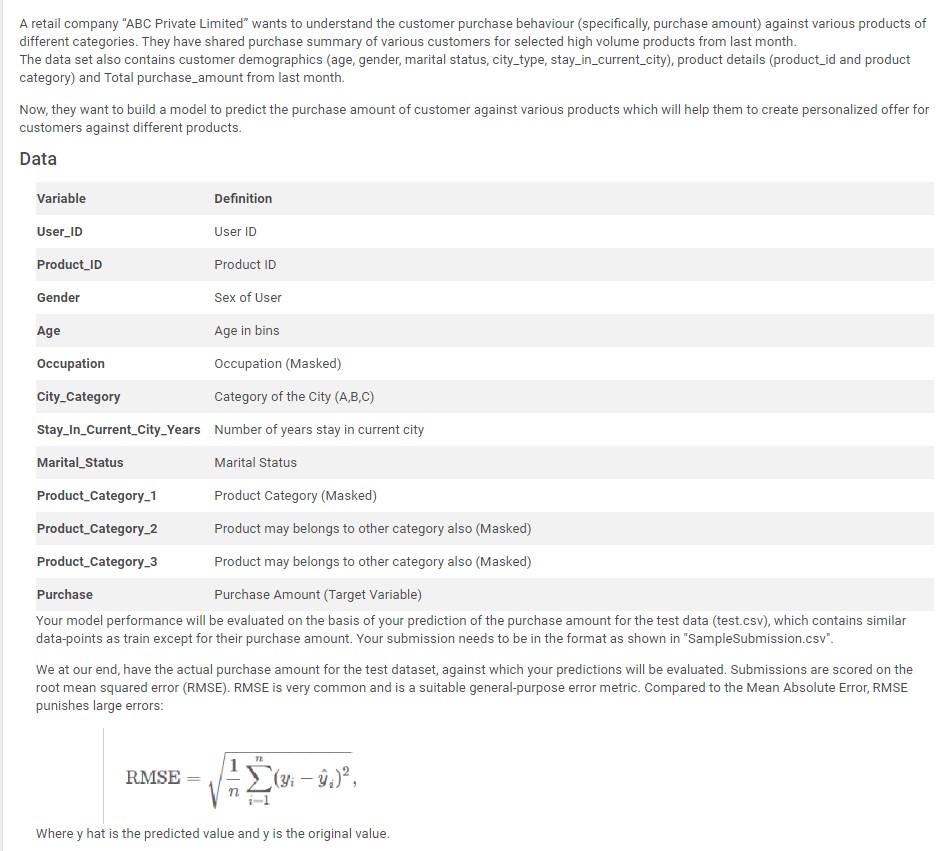 A retail company “ABC Private Limited” wants to understand the customer purchase behaviour (specifically, purchase amount) against various products of
different categories. They have shared purchase summary of various customers for selected high volume products from last month.
The data set also contains customer demographics (age, gender, marital status, city_type, stay_in_current_city), product details (product_id and product
category) and Total purchase_amount from last month.
Now, they want to build a model to predict the purchase amount of customer against various products which will help them to create personalized offer for
customers against different products.
Data
Variable Definition
User_ID User ID
Product_ID Product ID
Gender Sex of User
Age Age in bins
Occupation Occupation (Masked)
City_Category Category of the City (A,B,C)
Stay_In_Current_City_Years Number of years stay in current city
Marital_Status Marital Status
Product_Category_1 Product Category (Masked)
Product_Category_2 Product may belongs to other category also (Masked)
Product_Category_3 Product may belongs to other category also (Masked)
Purchase Purchase Amount (Target Variable)
Your model performance will be evaluated on the basis of your prediction of the purchase amount for the test data (test.csv), which contains similar
data-points as train except for their purchase amount. Your submission needs to be in the format as shown in "SampleSubmission.csv".
We at our end, have the actual purchase amount for the test dataset, against which your predictions will be evaluated. Submissions are scored on the
root mean squared error (RMSE). RMSE is very common and is a suitable general-purpose error metric. Compared to the Mean Absolute Error, RMSE
punishes large errors:
RMSE = √(1/n ∑_{i=1}^{n} (y_i − ŷ_i)²),
Where y hat is the predicted value and y is the original value.